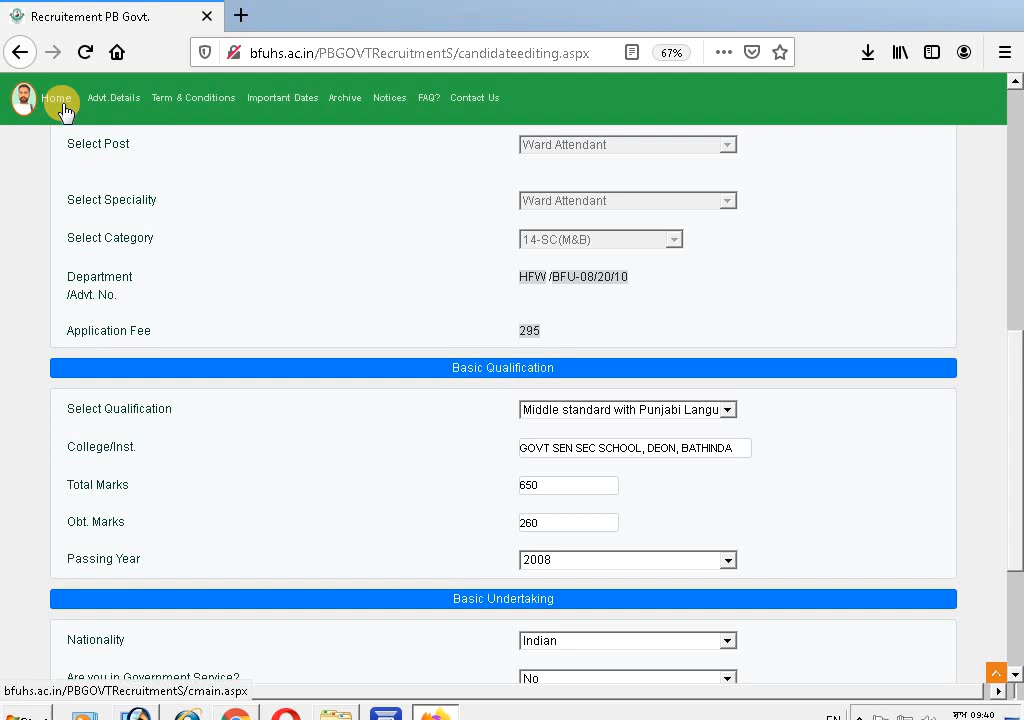 Recruitement PB Govt.
bfuhs.ac.in/PBGOVTRecruitmentS/candidateediting.aspx
67%
Home Advt.Details Term & Conditions Important Dates Archive Notices FAQ? Contact Us
Select Post Ward Attendant
Select Speciality Ward Attendant
Select Category 14-SC(M&B)
Department HFW /BFU-08/20/10
/Advt. No.
Application Fee 295
Basic Qualification
Select Qualification Middle standard with Punjabi Langu
College/Inst. GOVT SEN SEC SCHOOL, DEON, BATHINDA
Total Marks 650
Obt. Marks 260
Passing Year 2008
Basic Undertaking
Nationality Indian
Are you in Government Service? No
bfuhs.ac.in/PBGOVTRecruitmentS/cmain.aspx
EN 09:40